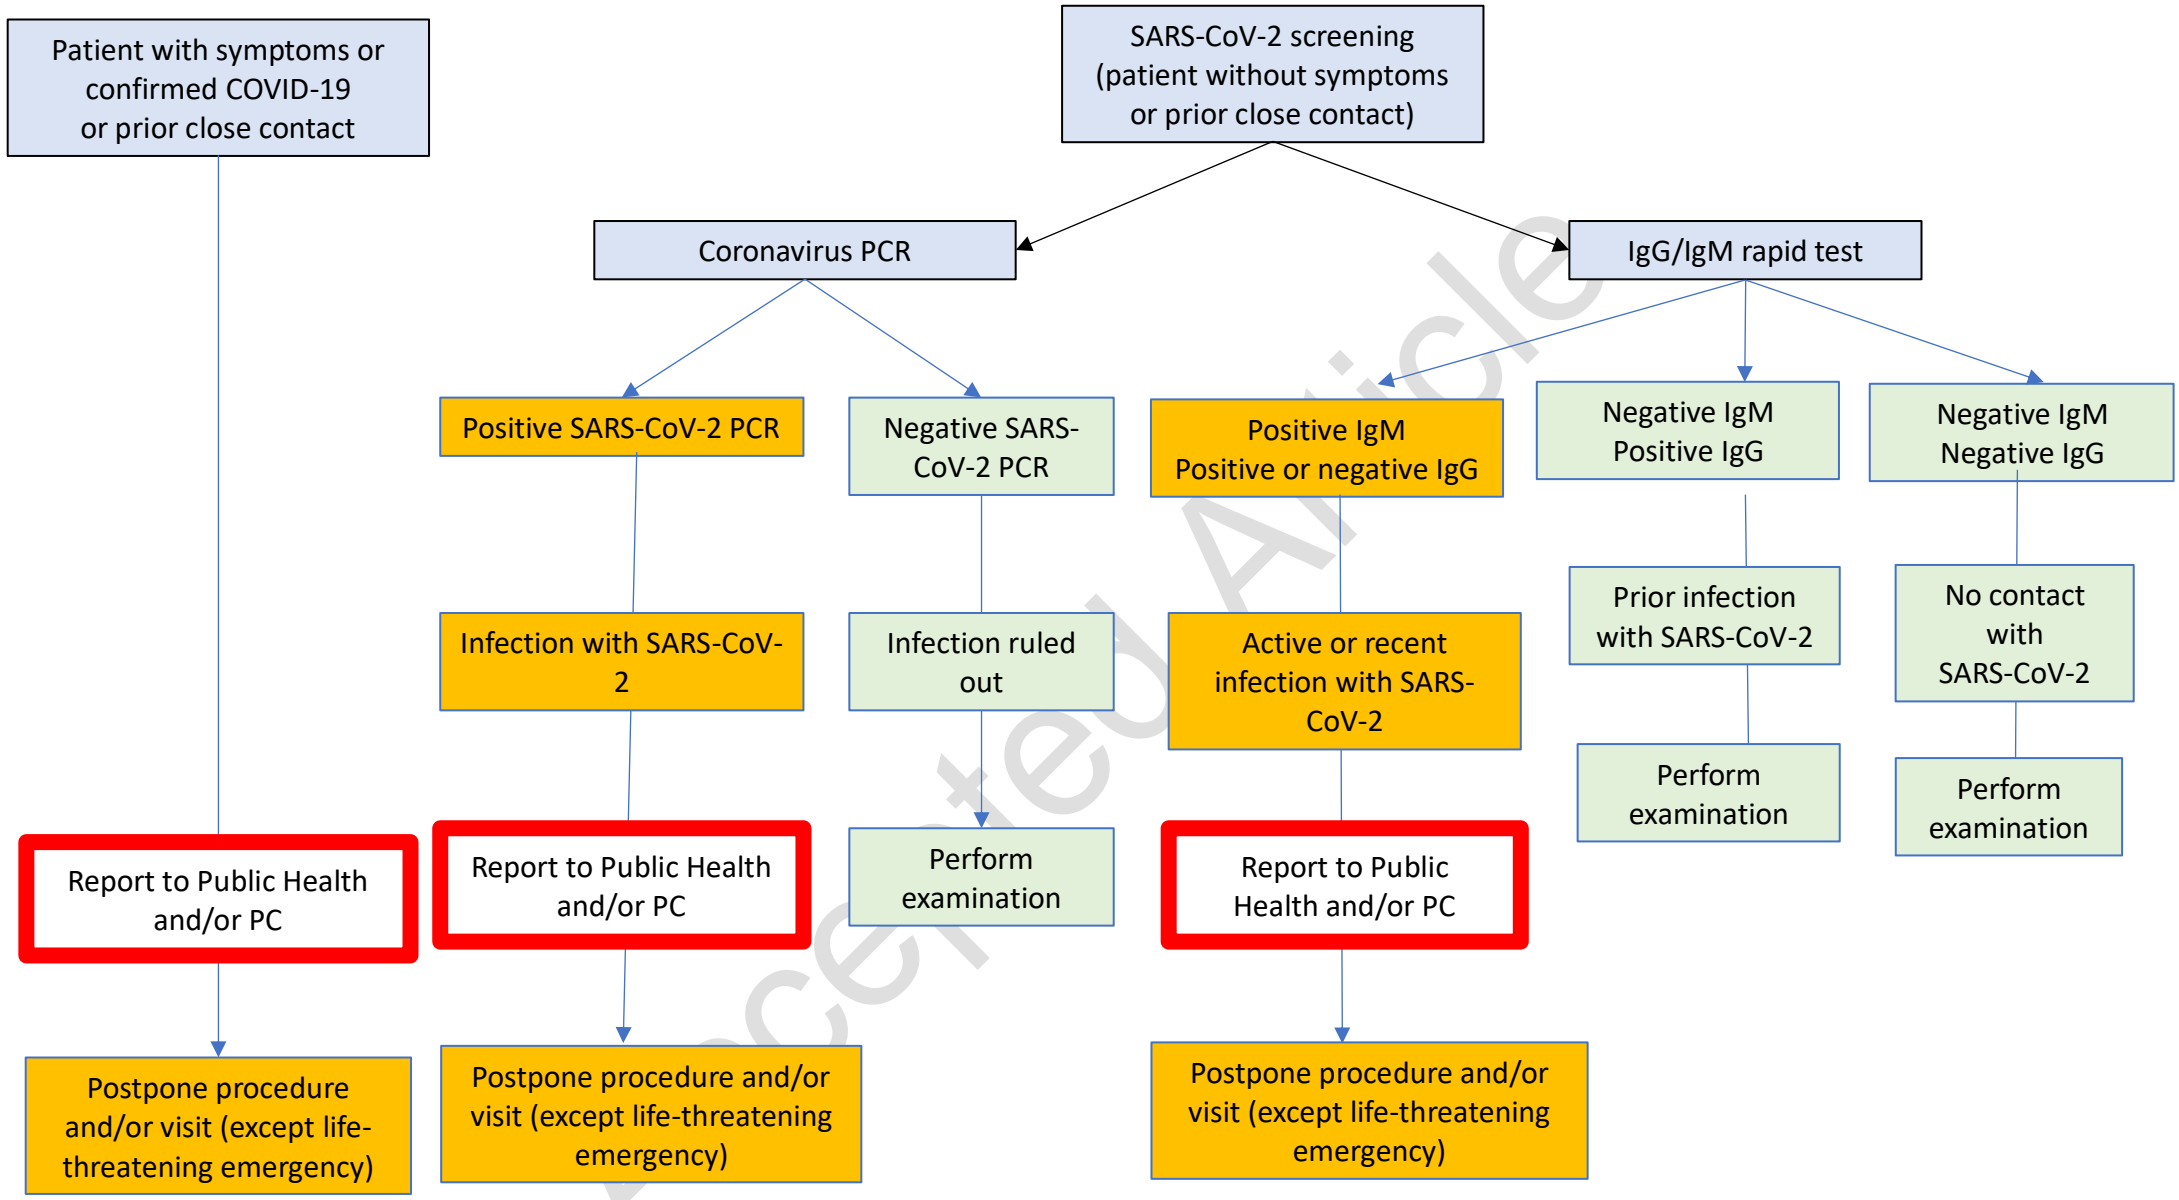 Patient with symptoms or
confirmed COVID-19
or prior close contact
SARS-CoV-2 screening
(patient without symptoms
or prior close contact)
Coronavirus PCR
IgG/IgM rapid test
Positive SARS-CoV-2 PCR
Negative SARS-
CoV-2 PCR
Positive IgM
Positive or negative IgG
Negative IgM
Positive IgG
Negative IgM
Negative IgG
Infection with SARS-CoV-
2
Infection ruled
out
Active or recent
infection with SARS-
CoV-2
Prior infection
with SARS-CoV-2
No contact
with
SARS-CoV-2
Report to Public Health
and/or PC
Report to Public Health
and/or PC
Perform
examination
Report to Public
Health and/or PC
Perform
examination
Perform
examination
Postpone procedure
and/or visit (except life-
threatening emergency)
Postpone procedure and/or
visit (except life-threatening
emergency)
Postpone procedure and/or
visit (except life-threatening
emergency)
Accepted Article